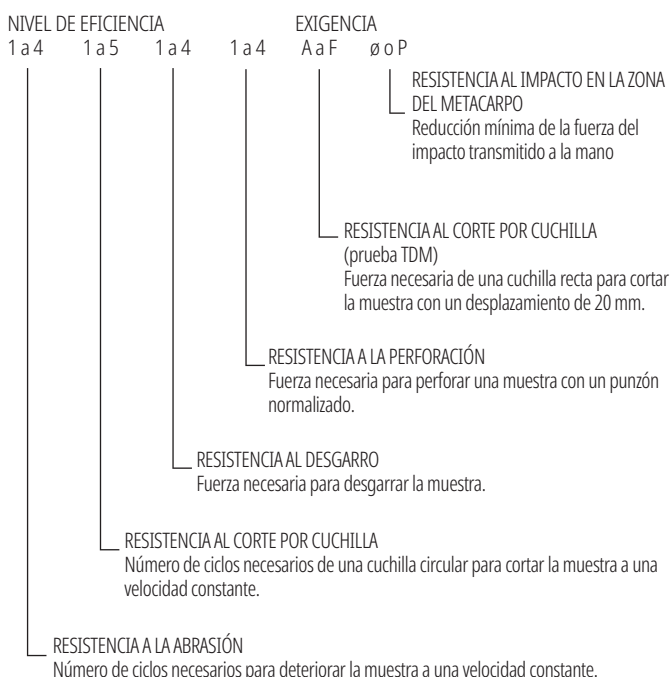 NIVEL DE EFICIENCIA EXIGENCIA
1 a 4 1 a 5 1 a 4 1 a 4 A a F ø o P
RESISTENCIA AL IMPACTO EN LA ZONA
DEL METACARPO
Reducción mínima de la fuerza del
impacto transmitido a la mano
RESISTENCIA AL CORTE POR CUCHILLA
(prueba TDM)
Fuerza necesaria de una cuchilla recta para cortar
la muestra con un desplazamiento de 20 mm.
RESISTENCIA A LA PERFORACIÓN
Fuerza necesaria para perforar una muestra con un punzón
normalizado.
RESISTENCIA AL DESGARRO
Fuerza necesaria para desgarrar la muestra.
RESISTENCIA AL CORTE POR CUCHILLA
Número de ciclos necesarios de una cuchilla circular para cortar la muestra a una
velocidad constante.
RESISTENCIA A LA ABRASIÓN
Número de ciclos necesarios para deteriorar la muestra a una velocidad constante.